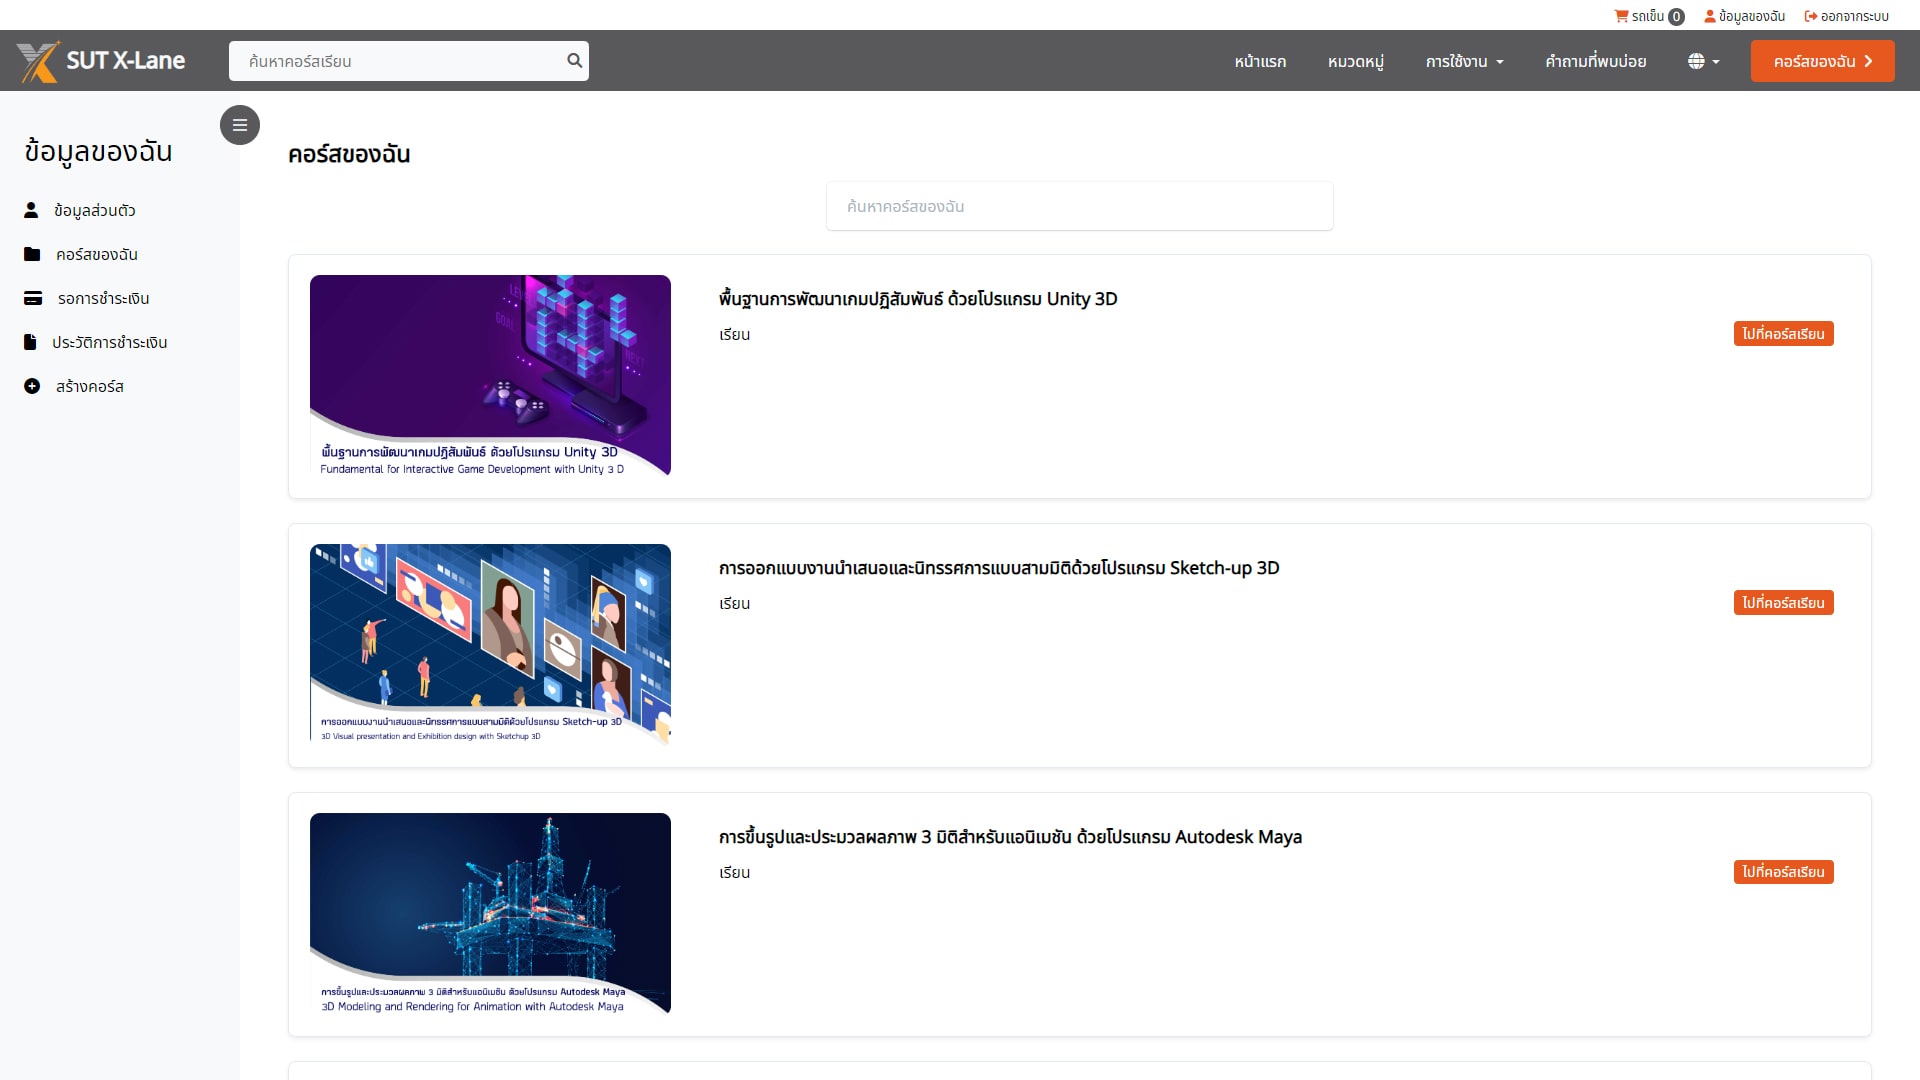 รถเข็น 0 ข้อมูลของฉัน ออกจากระบบ
SUT X-Lane ค้นหาคอร์สเรียน หน้าแรก หมวดหมู่ การใช้งาน คำถามที่พบบ่อย คอร์สของฉัน
ข้อมูลของฉัน
ข้อมูลส่วนตัว
คอร์สของฉัน
รอการชำระเงิน
ประวัติการชำระเงิน
สร้างคอร์ส
คอร์สของฉัน
ค้นหาคอร์สของฉัน
พื้นฐานการพัฒนาเกมปฏิสัมพันธ์ ด้วยโปรแกรม Unity 3D
Fundamental for Interactive Game Development with Unity 3 D
พื้นฐานการพัฒนาเกมปฏิสัมพันธ์ ด้วยโปรแกรม Unity 3D
เรียน
ไปที่คอร์สเรียน
การออกแบบงานนำเสนอและนิทรรศการแบบสามมิติด้วยโปรแกรม Sketch-up 3D
3D Visual presentation and Exhibition design with Sketchup 3D
การออกแบบงานนำเสนอและนิทรรศการแบบสามมิติด้วยโปรแกรม Sketch-up 3D
เรียน
ไปที่คอร์สเรียน
การขึ้นรูปและประมวลผลภาพ 3 มิติสำหรับแอนิเมชัน ด้วยโปรแกรม Autodesk Maya
3D Modeling and Rendering for Animation with Autodesk Maya
การขึ้นรูปและประมวลผลภาพ 3 มิติสำหรับแอนิเมชัน ด้วยโปรแกรม Autodesk Maya
เรียน
ไปที่คอร์สเรียน